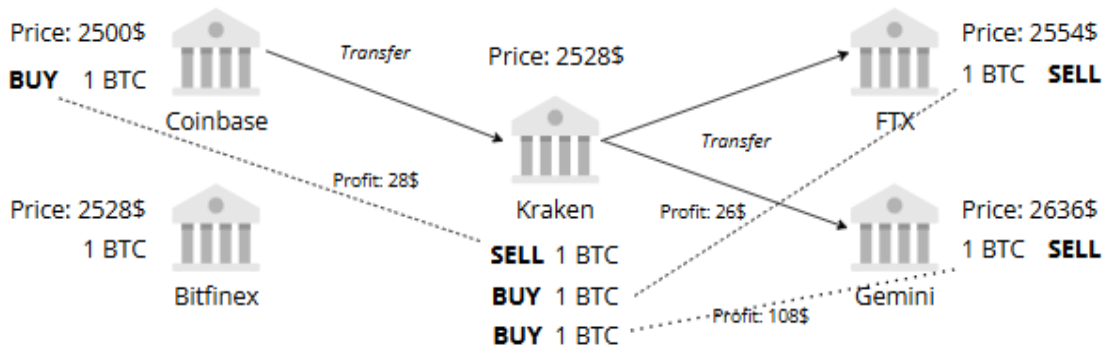 Price: 2500$
BUY 1 BTC
Coinbase
Transfer
Price: 2528$
Price: 2554$
1 BTC SELL
FTX
Profit: 28$
Transfer
Price: 2528$
1 BTC
Bitfinex
Kraken
Profit: 26$
Price: 2636$
1 BTC SELL
Gemini
SELL 1 BTC
BUY 1 BTC
BUY 1 BTC
Profit: 108$